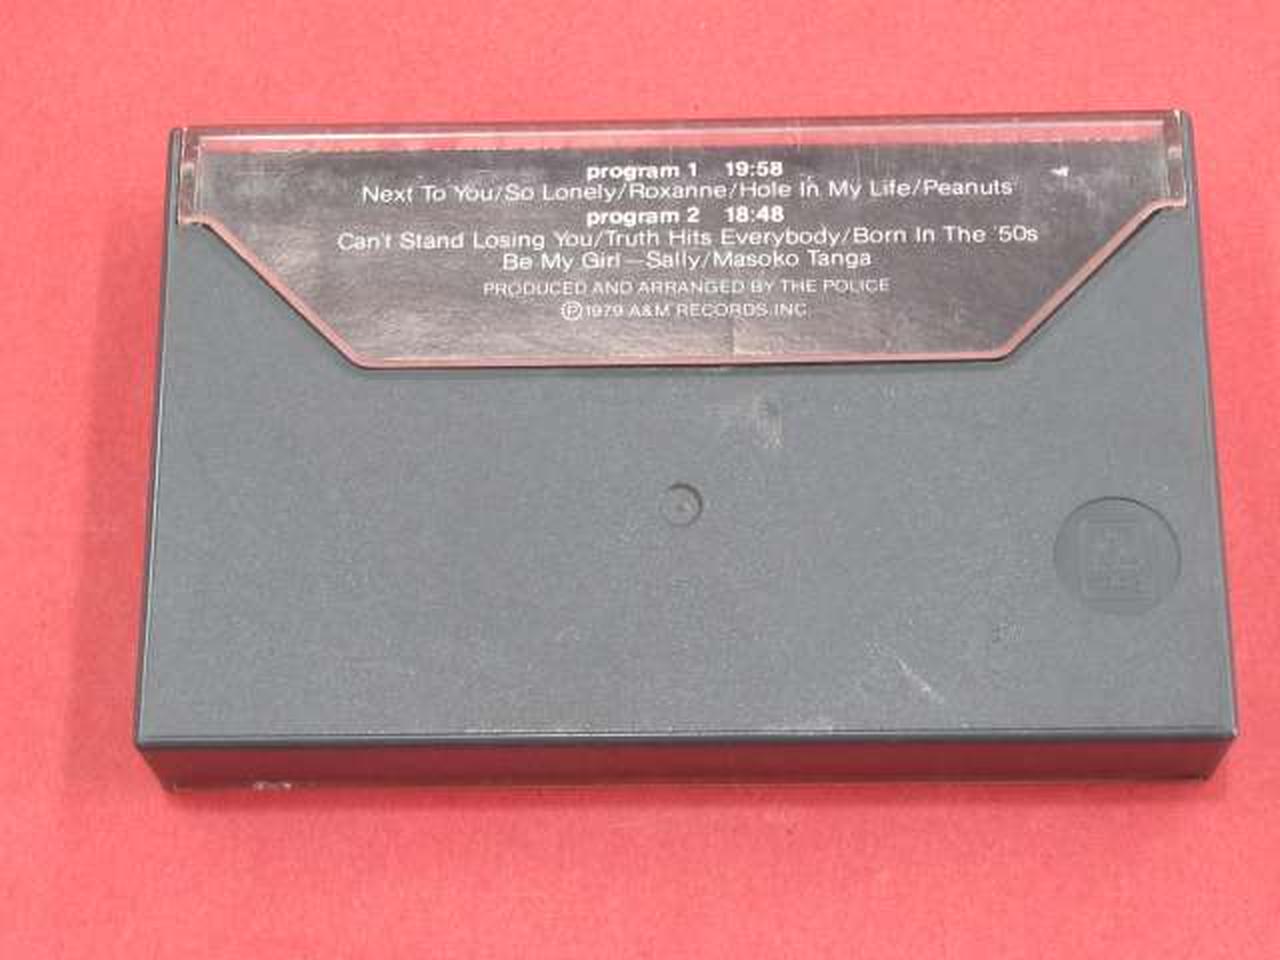 program 1 19:58
Next To You/So Lonely/Roxanne/Hole In My Life/Peanuts
program 2 18:48
Can't Stand Losing You/Truth Hits Everybody/Born In The '50s
Be My Girl—Sally/Masoko Tanga
PRODUCED AND ARRANGED BY THE POLICE
Ⓟ1979 A&M RECORDS, INC.